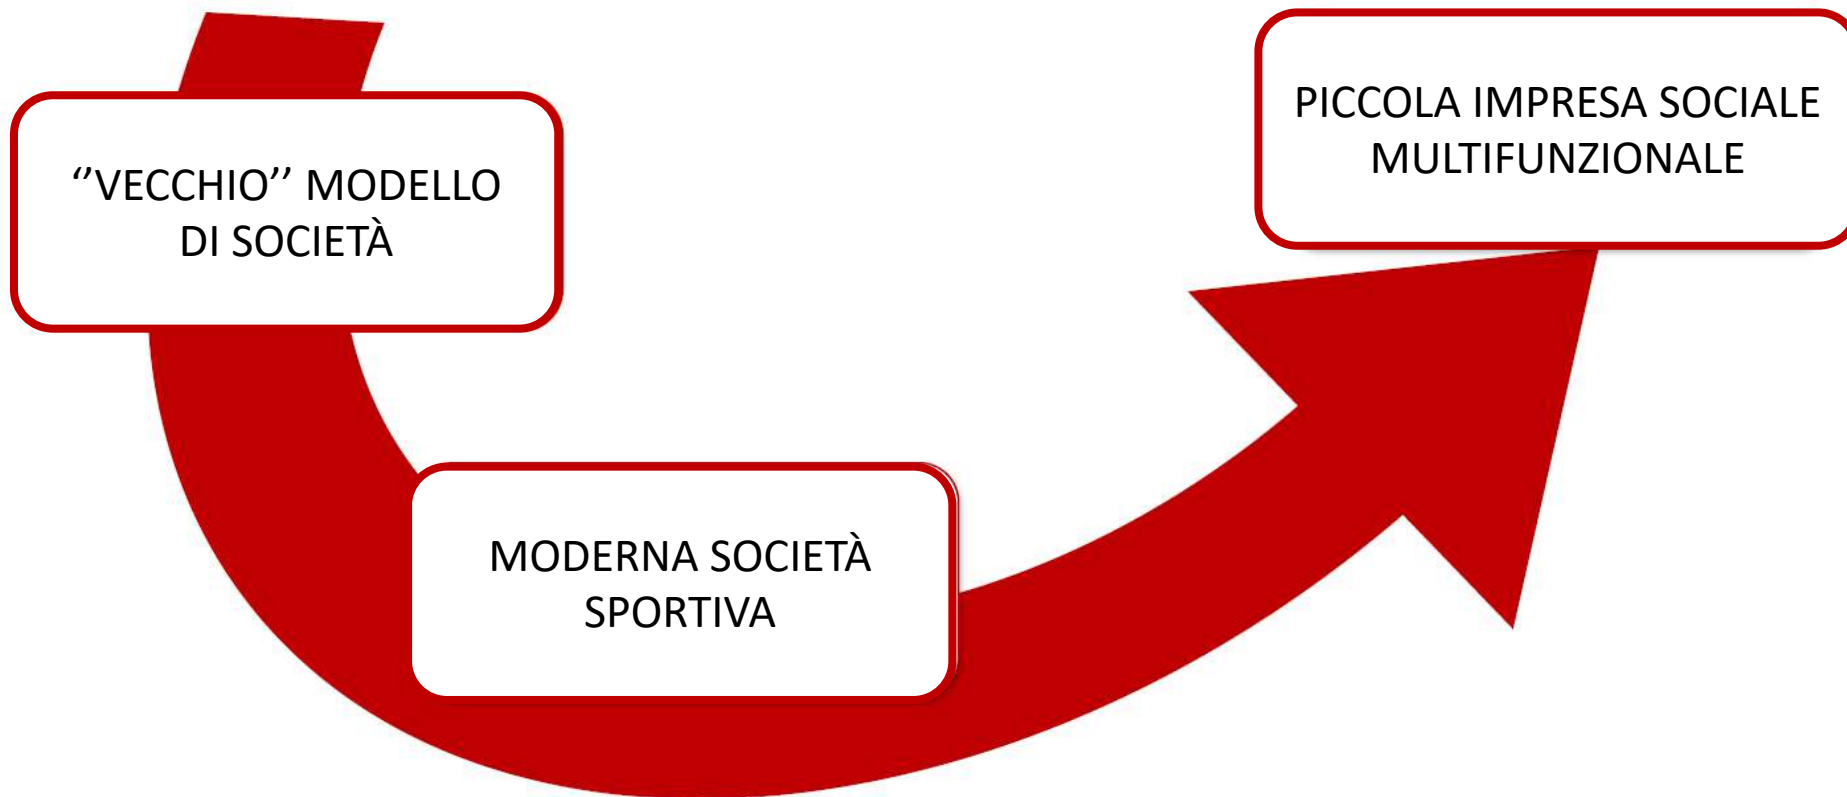 ‘’VECCHIO’’ MODELLO
DI SOCIETÀ
MODERNA SOCIETÀ
SPORTIVA
PICCOLA IMPRESA SOCIALE
MULTIFUNZIONALE